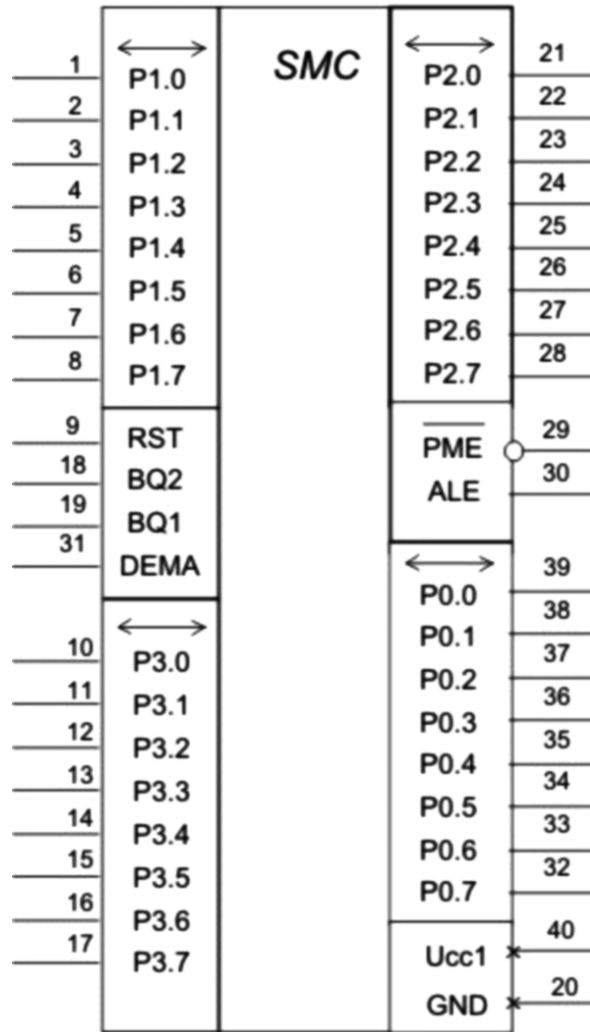 SMC
1 P1.0
2 P1.1
3 P1.2
4 P1.3
5 P1.4
6 P1.5
7 P1.6
8 P1.7
9 RST
18 BQ2
19 BQ1
31 DEMA
10 P3.0
11 P3.1
12 P3.2
13 P3.3
14 P3.4
15 P3.5
16 P3.6
17 P3.7
P2.0 21
P2.1 22
P2.2 23
P2.3 24
P2.4 25
P2.5 26
P2.6 27
P2.7 28
PME 29
ALE 30
P0.0 39
P0.1 38
P0.2 37
P0.3 36
P0.4 35
P0.5 34
P0.6 33
P0.7 32
Ucc1 40
GND 20